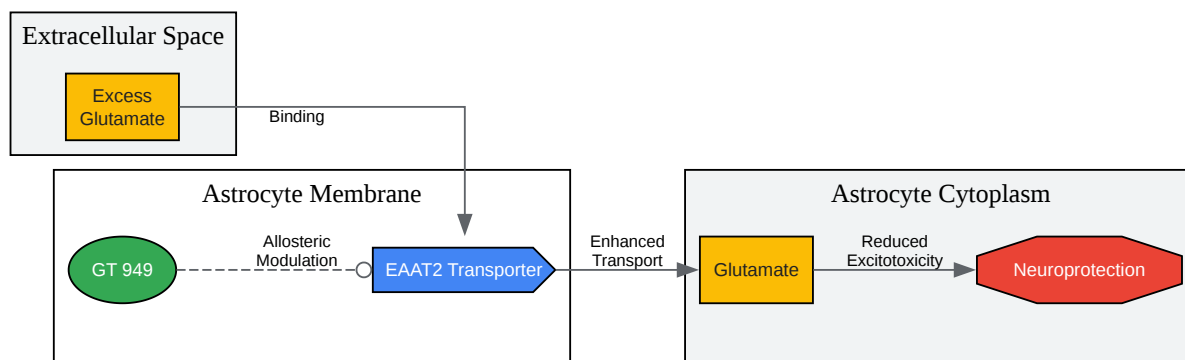 Extracellular Space
Excess
Glutamate
Binding
Astrocyte Membrane
GT 949
Allosteric
Modulation
EAAT2 Transporter
Enhanced
Transport
Astrocyte Cytoplasm
Glutamate
Reduced
Excitotoxicity
Neuroprotection